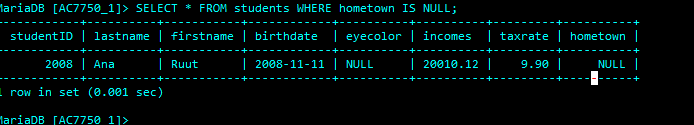 MariaDB [AC7750_1]> SELECT * FROM students WHERE hometown IS NULL;
-----------+----------+-----------+------------+----------+----------+---------+----------+
 studentID | lastname | firstname | birthdate  | eyecolor | incomes  | taxrate | hometown |
-----------+----------+-----------+------------+----------+----------+---------+----------+
      2008 | Ana      | Ruut      | 2008-11-11 | NULL     | 20010.12 |    9.90 |     NULL |
-----------+----------+-----------+------------+----------+----------+---------+----------+
1 row in set (0.001 sec)
MariaDB [AC7750_1]>